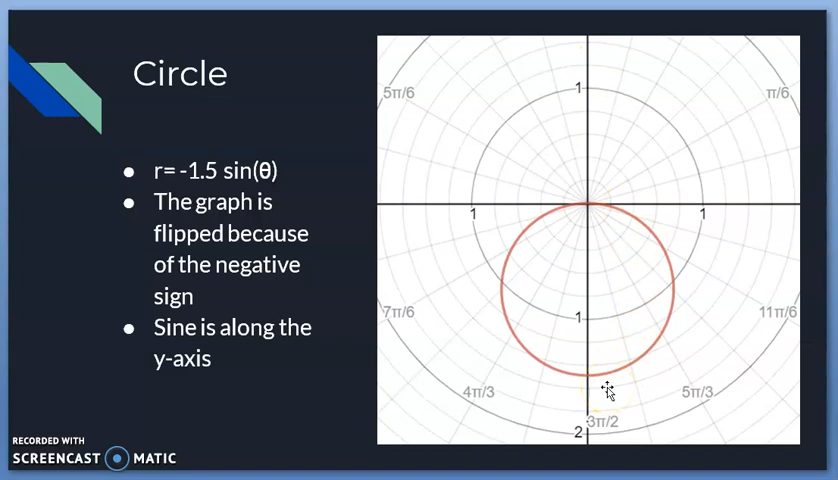 Circle
● r= -1.5 sin(θ)
● The graph is
flipped because
of the negative
sign
● Sine is along the
y-axis
5π/6
1
π/6
1
1
7π/6
1
11π/6
4π/3
5π/3
3π/2
2
RECORDED WITH
SCREENCAST MATIC